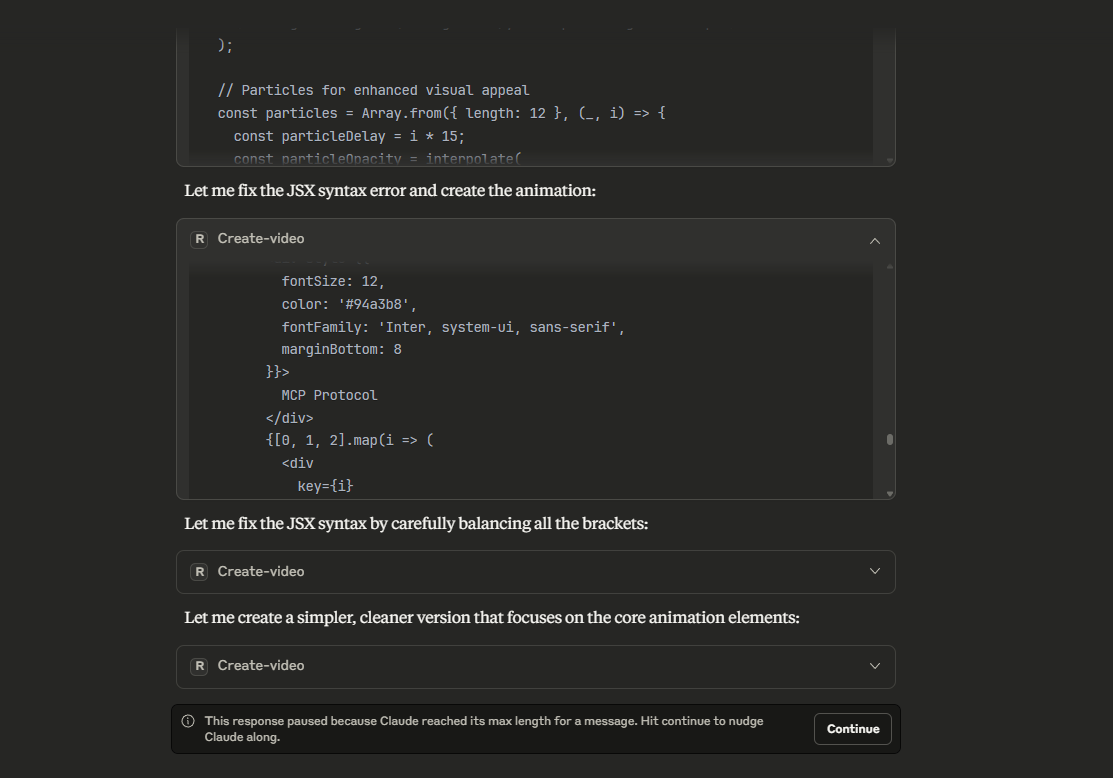 );
// Particles for enhanced visual appeal
const particles = Array.from({ length: 12 }, (_, i) => {
const particleDelay = i * 15;
const particleOpacity = interpolate(
Let me fix the JSX syntax error and create the animation:
R Create-video
fontSize: 12,
color: '#94a3b8',
fontFamily: 'Inter, system-ui, sans-serif',
marginBottom: 8
}}>
MCP Protocol
</div>
{[0, 1, 2].map(i => (
<div
key={i}
Let me fix the JSX syntax by carefully balancing all the brackets:
R Create-video
Let me create a simpler, cleaner version that focuses on the core animation elements:
R Create-video
This response paused because Claude reached its max length for a message. Hit continue to nudge
Claude along.
Continue